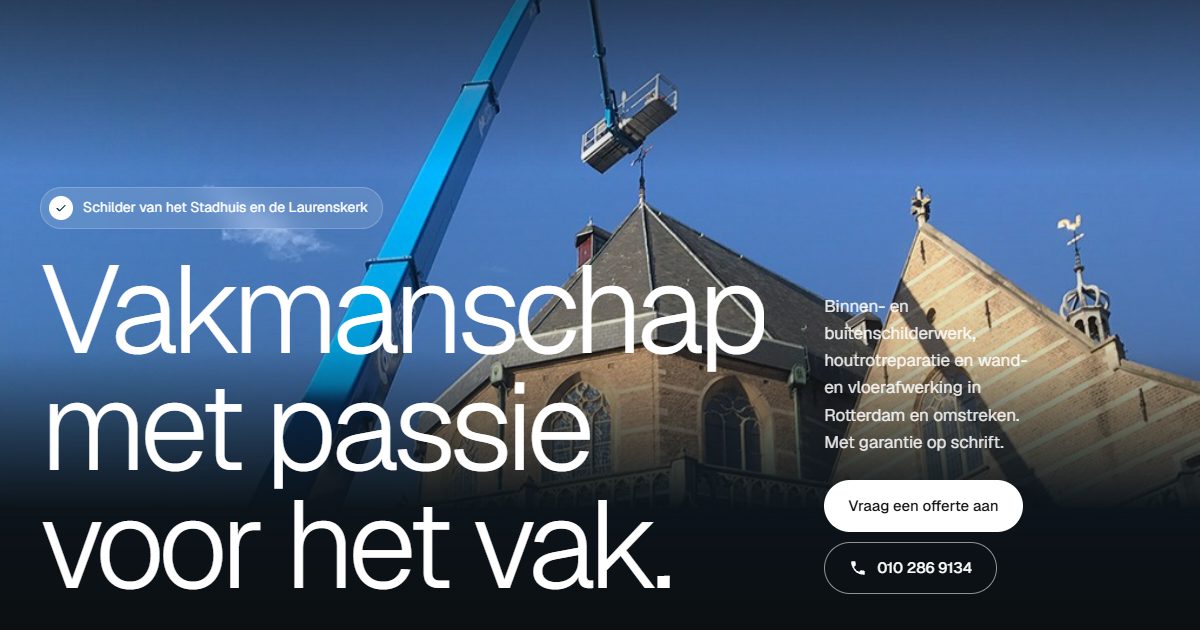 Schilder van het Stadhuis en de Laurenskerk
Vakmanschap
met passie
voor het vak.
Binnen- en
buitenschilderwerk,
houtrotreparatie en wand-
en vloerafwerking in
Rotterdam en omstreken.
Met garantie op schrift.
Vraag een offerte aan
010 286 9134